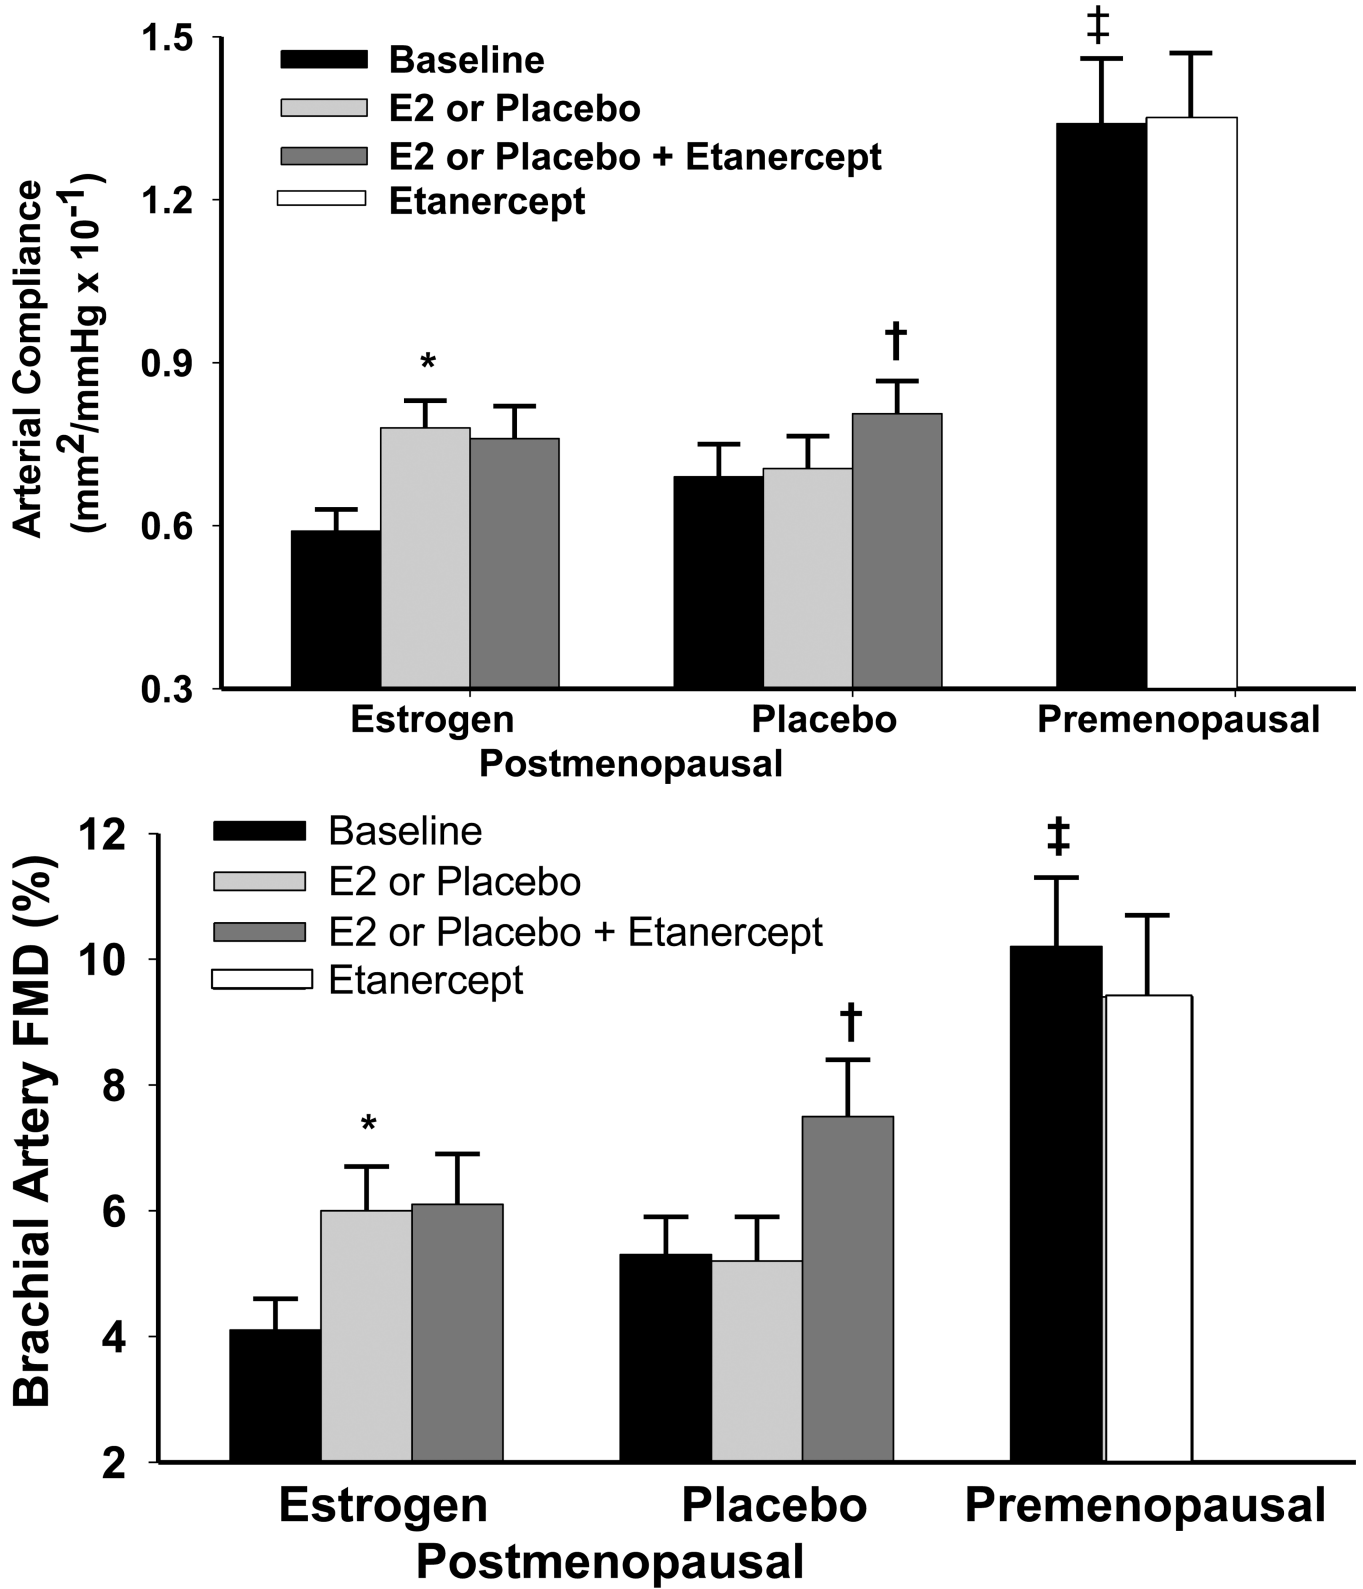 ‡
1.5
Baseline
E2 or Placebo
E2 or Placebo + Etanercept
1.2
Etanercept
Arterial Compliance
(mm2/mmHg x 10-1)
†
0.9
*
0.6
0.3
Estrogen Placebo Premenopausal
Postmenopausal
12
Baseline
‡
E2 or Placebo
E2 or Placebo + Etanercept
10
Etanercept
Brachial Artery FMD (%)
†
8
*
6
4
2
Estrogen Placebo Premenopausal
Postmenopausal